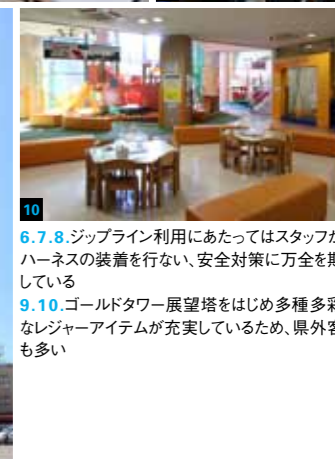 10
6.7.8.ジップライン利用にあたってはスタッフが
ハーネスの装着を行ない、安全対策に万全を期
している
9.10.ゴールドタワー展望塔をはじめ多種多彩
なレジャーアイテムが充実しているため、県外客
も多い